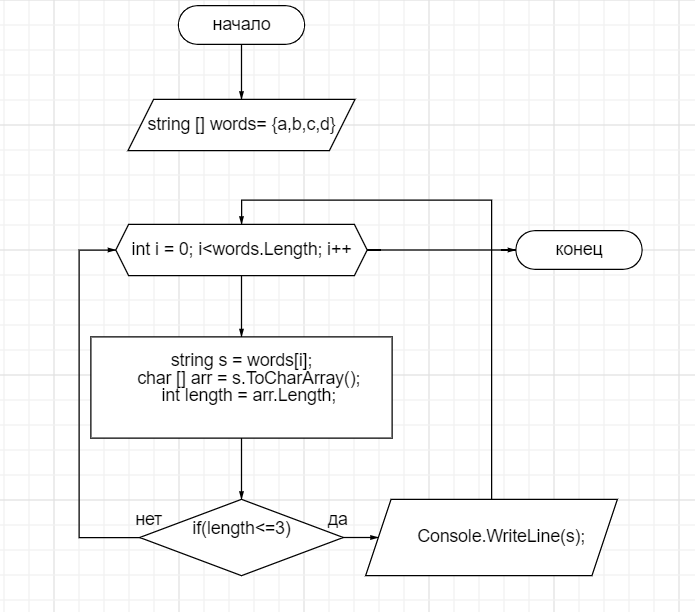 начало
string [] words= {a,b,c,d}
int i = 0; i<words.Length; i++
конец
string s = words[i];
char [] arr = s.ToCharArray();
int length = arr.Length;
нет
if(length<=3)
да
Console.WriteLine(s);